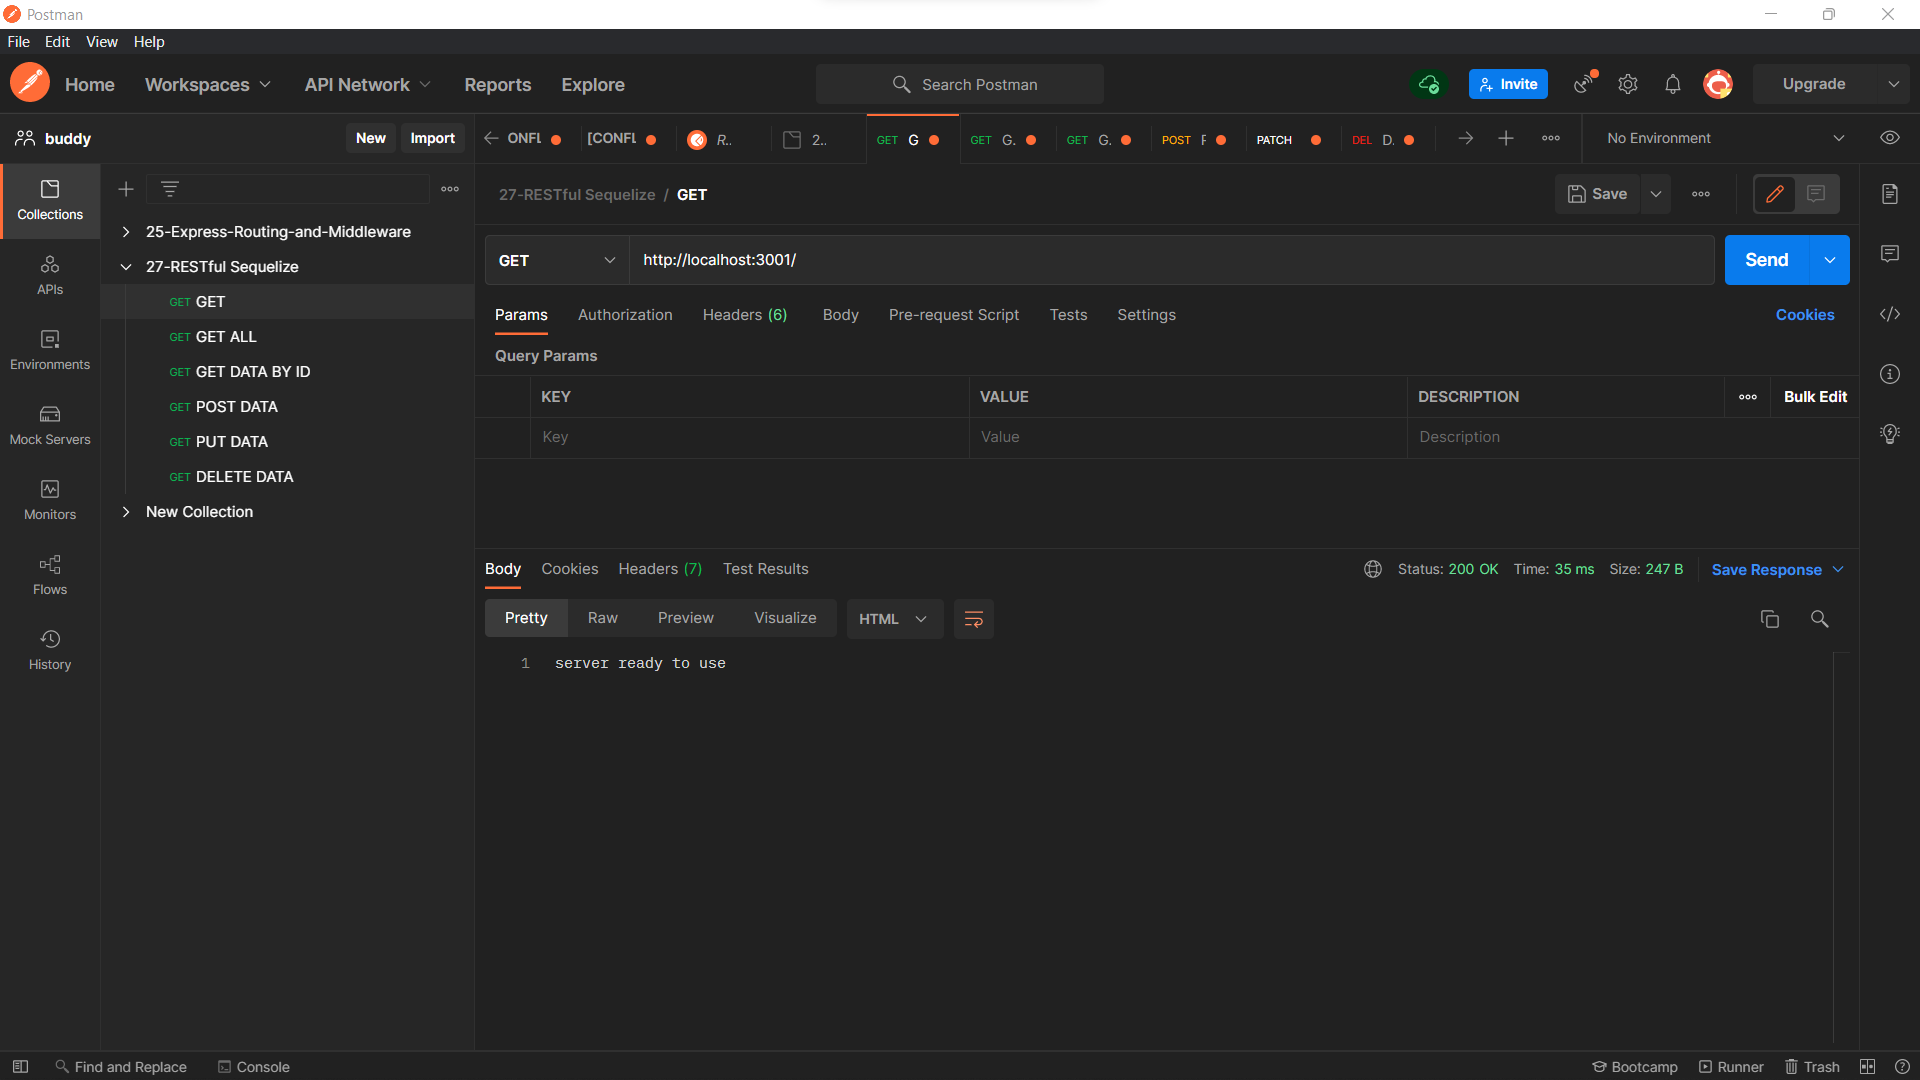 Postman
File Edit View Help
Home Workspaces API Network Reports Explore Search Postman Invite Upgrade
buddy New Import ONFL [CONFL R.. 2.. GET G GET G. GET G. POST PATCH DEL D. No Environment
Collections
APIs
Environments
Mock Servers
Monitors
Flows
History
25-Express-Routing-and-Middleware
27-RESTful Sequelize
GET GET
GET GET ALL
GET GET DATA BY ID
GET POST DATA
GET PUT DATA
GET DELETE DATA
New Collection
27-RESTful Sequelize / GET Save
GET http://localhost:3001/ Send
Params Authorization Headers (6) Body Pre-request Script Tests Settings Cookies
Query Params
KEY VALUE DESCRIPTION Bulk Edit
Key Value Description
Body Cookies Headers (7) Test Results Status: 200 OK Time: 35 ms Size: 247 B Save Response
Pretty Raw Preview Visualize HTML
1 server ready to use
Find and Replace Console Bootcamp Runner Trash